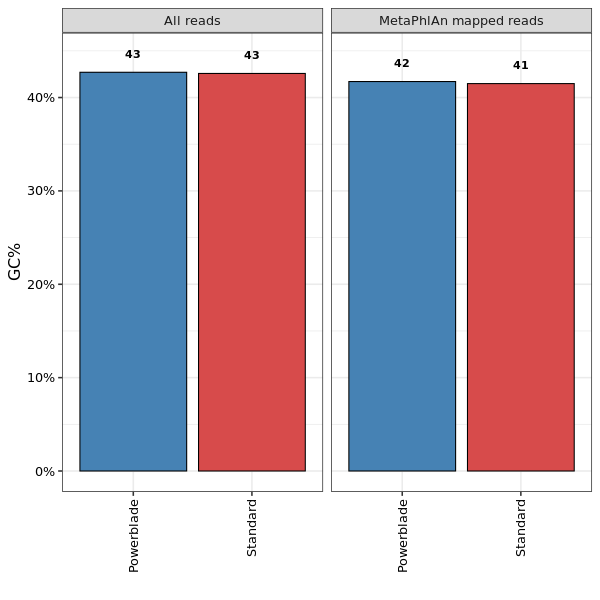 All reads
MetaPhlAn mapped reads
43
43
42
41
40%
30%
20%
10%
0%
GC%
Powerblade
Standard
Powerblade
Standard